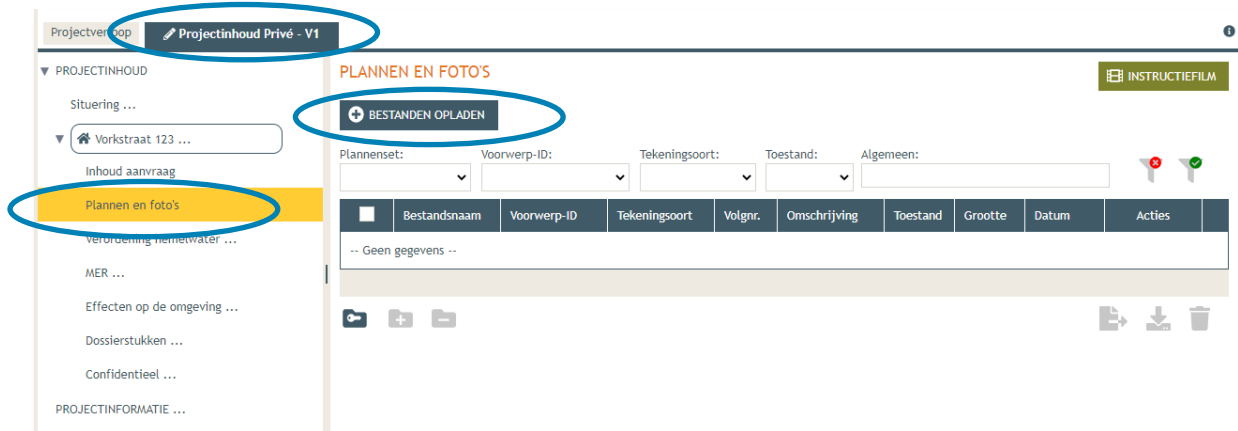 Projectverloop Projectinhoud Privé - V1
PROJECTINHOUD
Situering ...
Vorkstraat 123 ...
Inhoud aanvraag
Plannen en foto's
Verordening hemelwater ...
MER ...
Effecten op de omgeving ...
Dossierstukken ...
Confidentieel ...
PROJECTINFORMATIE ...
PLANNEN EN FOTO'S
INSTRUCTIEFILM
BESTANDEN OPLADEN
Plannenset: Voorwerp-ID: Tekeningsoort: Toestand: Algemeen:
Bestandsnaam Voorwerp-ID Tekeningsoort Volgnr. Omschrijving Toestand Grootte Datum Acties
-- Geen gegevens --